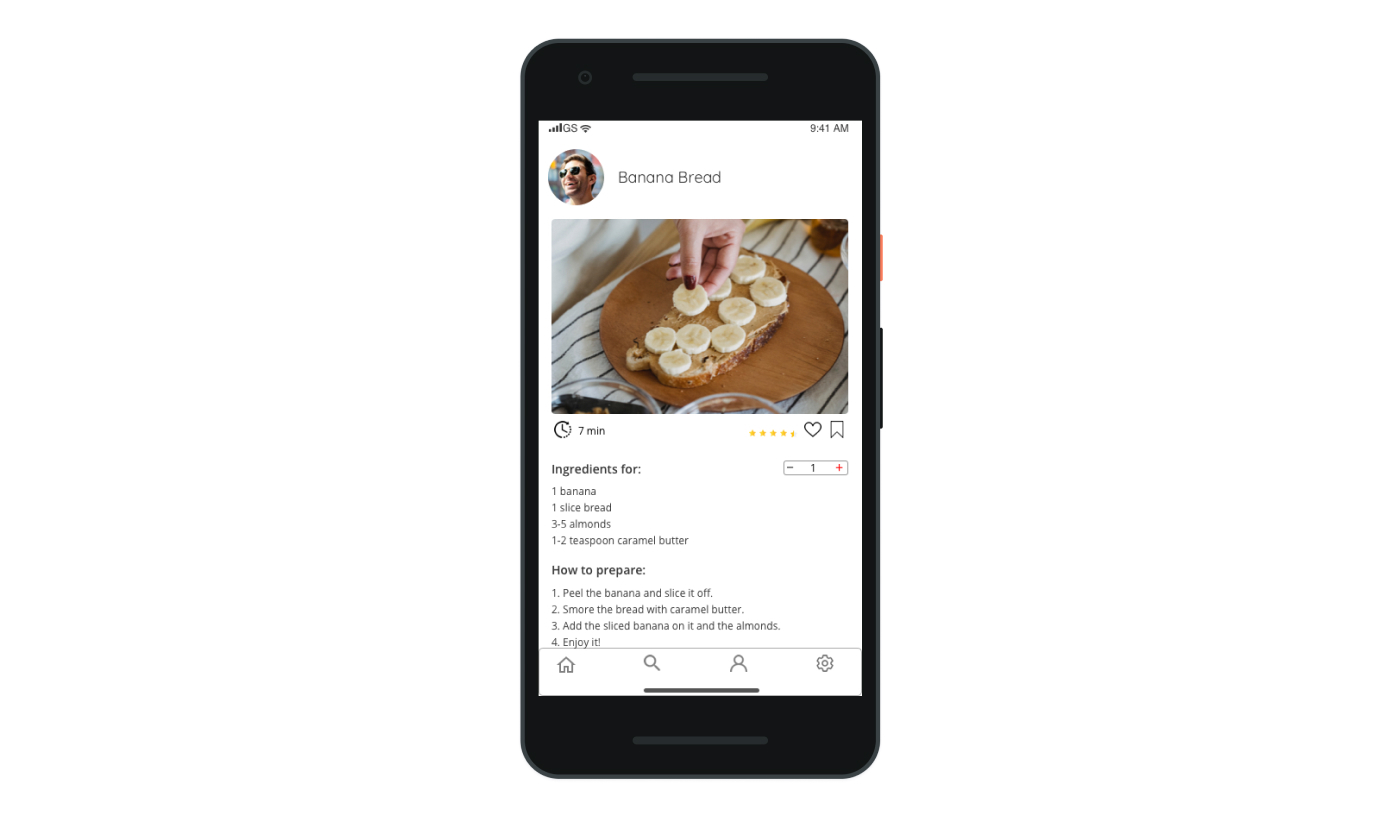 GS 9:41 AM
Banana Bread
7 min
Ingredients for: − 1 +
1 banana
1 slice bread
3-5 almonds
1-2 teaspoon caramel butter
How to prepare:
1. Peel the banana and slice it off.
2. Smore the bread with caramel butter.
3. Add the sliced banana on it and the almonds.
4. Enjoy it!